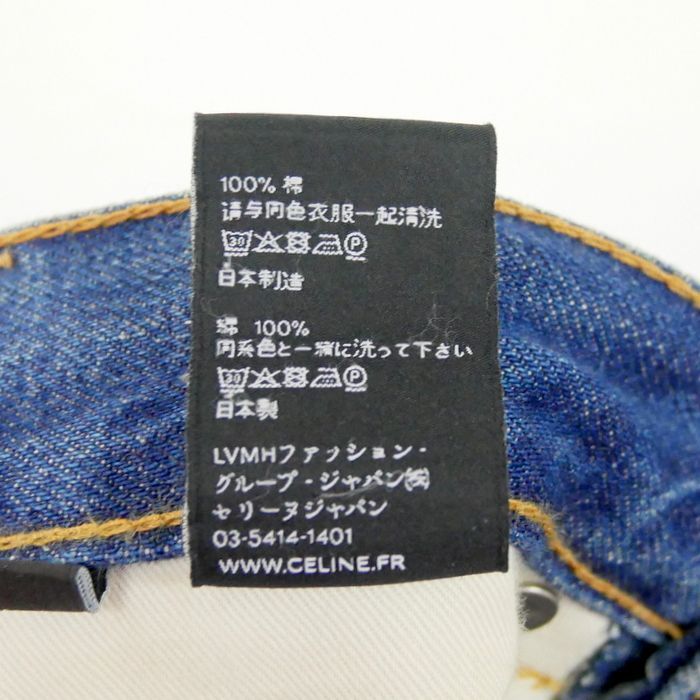 100% 棉
请与同色衣服一起清洗
30 P
日本制造
綿 100%
同系色と一緒に洗って下さい
30 P
日本製
LVMHファッション・
グループ・ジャパン㈱
セリーヌジャパン
03-5414-1401
WWW.CELINE.FR